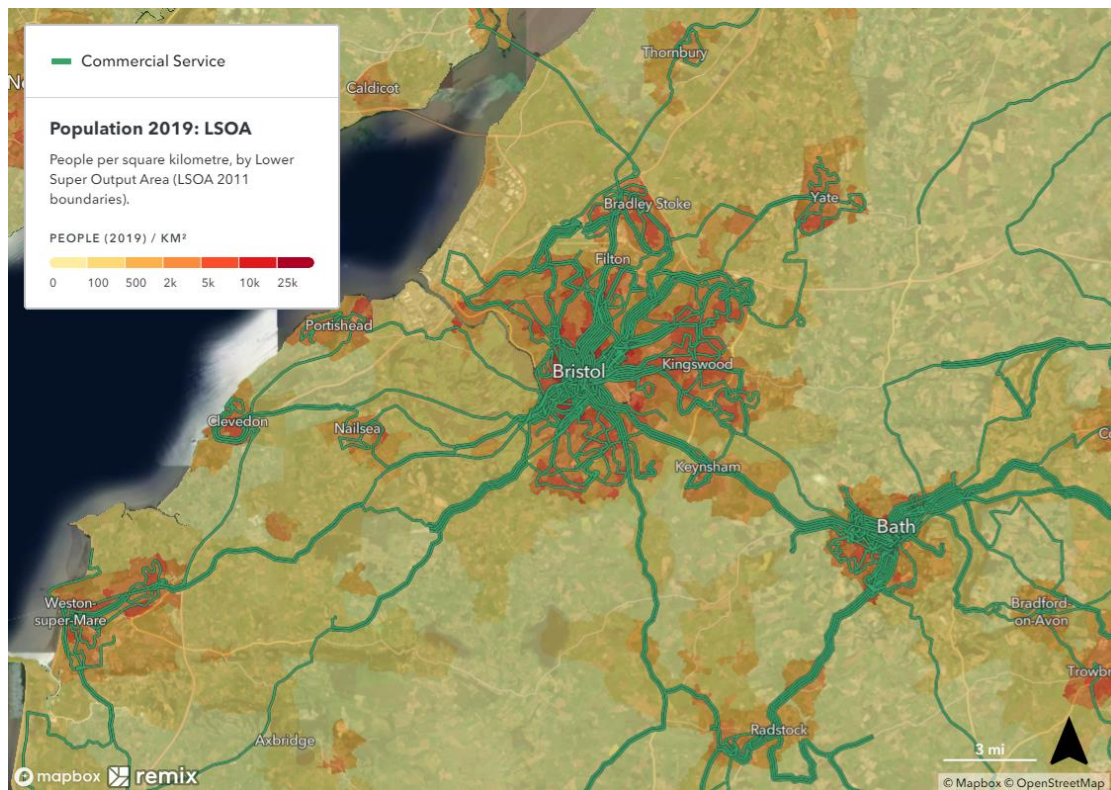 Commercial Service
Population 2019: LSOA
People per square kilometre, by Lower
Super Output Area (LSOA 2011
boundaries).
PEOPLE (2019) / KM²
0 100 500 2k 5k 10k 25k
Thornbury
Caldicot
Yate
Bradley Stoke
Filton
Portishead
Bristol
Kingswood
Clevedon
Nailsea
Keynsham
Bath
Weston-
super-Mare
Bradford-
on-Avon
Trowbr
Radstock
Axbridge
3 mi
mapbox remix
© Mapbox © OpenStreetMap